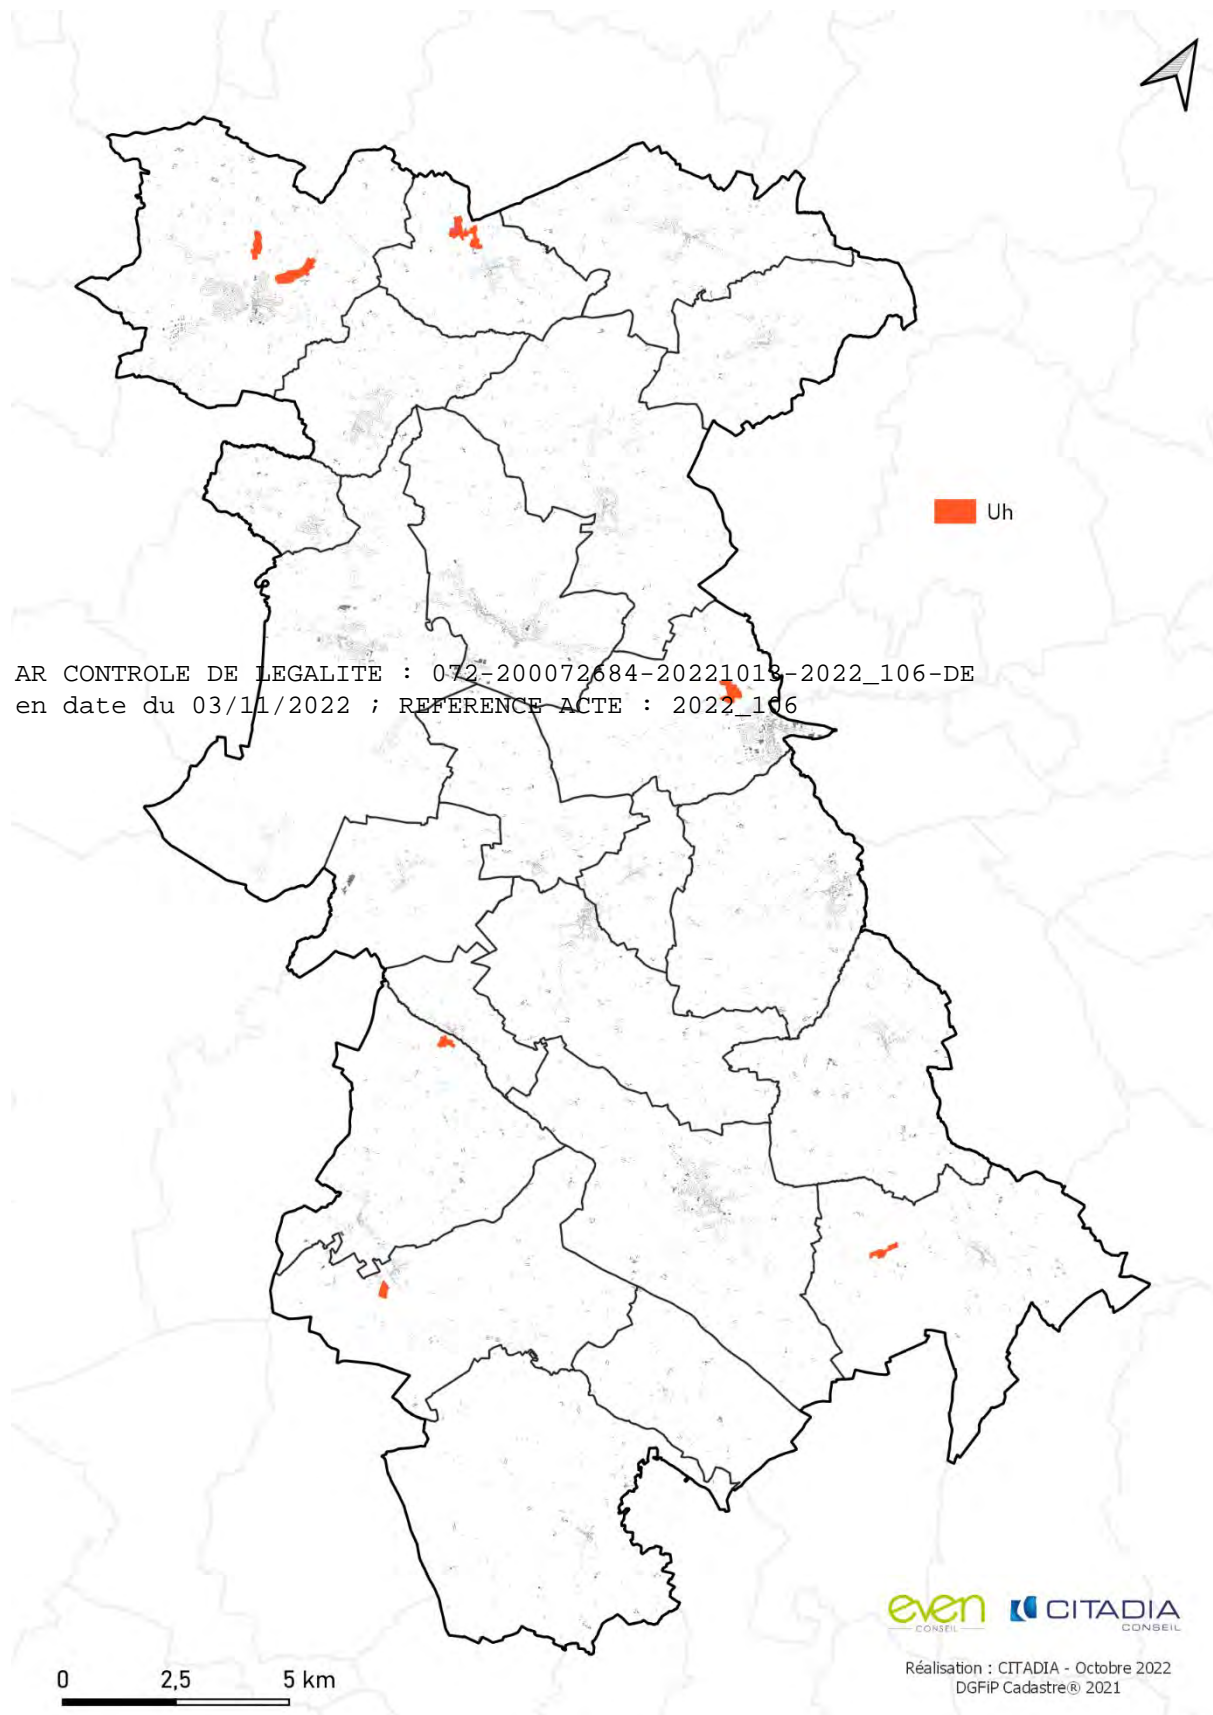 Uh
AR CONTROLE DE LEGALITE : 072-200072684-20221013-2022_106-DE
en date du 03/11/2022 ; REFERENCE ACTE : 2022_106
even
CONSEIL
CITADIA
CONSEIL
Réalisation : CITADIA - Octobre 2022
DGFiP Cadastre® 2021
0 2,5 5 km